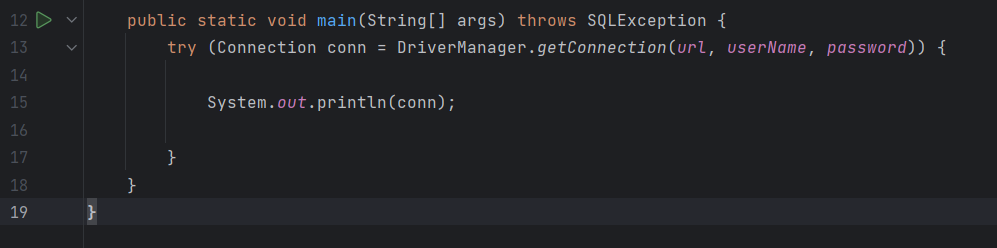 12 public static void main(String[] args) throws SQLException {
13 try (Connection conn = DriverManager.getConnection(url, userName, password)) {
14
15 System.out.println(conn);
16
17 }
18 }
19 }